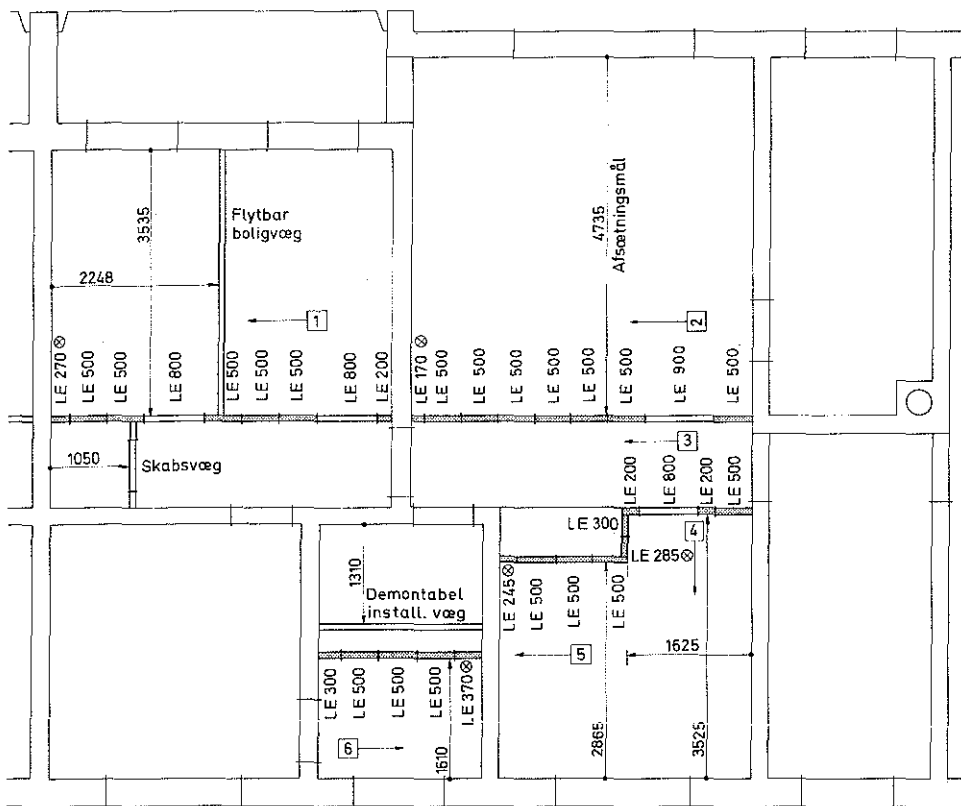 3535
Flytbar
boligvæg
2248
1
LE 270 ⊗
LE 500
LE 500
LE 800
LE 500
LE 500
LE 500
LE 800
LE 200
4735
Afsætningsmål
2
LE 170 ⊗
LE 500
LE 500
LE 500
LE 500
LE 500
LE 500
LE 900
LE 500
1050
Skabsvæg
3
LE 200
LE 800
LE 200
LE 500
LE 300
4
LE 285 ⊗
1310
Demontabel
install. væg
LE 245 ⊗
LE 500
LE 500
LE 500
5
1625
LE 300
LE 500
LE 500
LE 500
LE 370 ⊗
6
1610
2865
3525